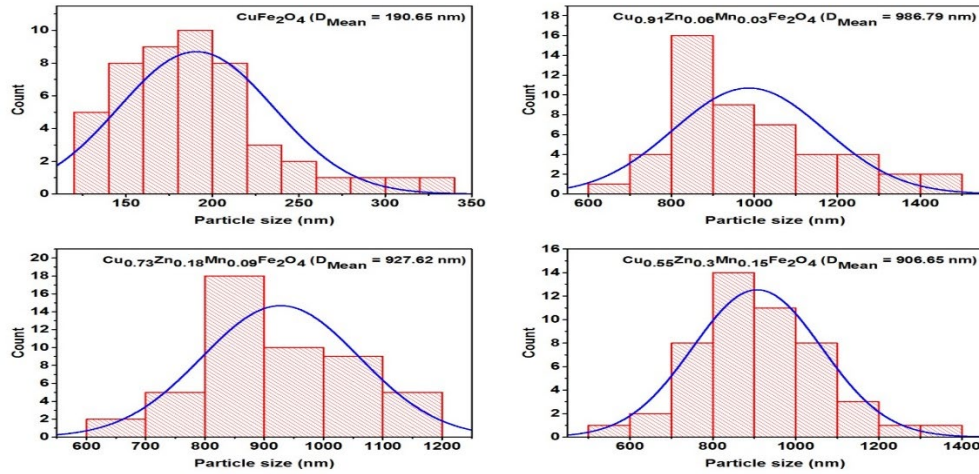 CuFe2O4 (DMean = 190.65 nm)
10
8
6
4
2
0
Count
150 200 250 300 350
Particle size (nm)
Cu0.91Zn0.06Mn0.03Fe2O4 (DMean = 986.79 nm)
18
16
14
12
10
8
6
4
2
0
Count
600 800 1000 1200 1400
Particle size (nm)
Cu0.73Zn0.18Mn0.09Fe2O4 (DMean = 927.62 nm)
20
18
16
14
12
10
8
6
4
2
0
Count
600 700 800 900 1000 1100 1200
Particle size (nm)
Cu0.55Zn0.3Mn0.15Fe2O4 (DMean = 906.65 nm)
16
14
12
10
8
6
4
2
0
Count
600 800 1000 1200 1400
Particle size (nm)